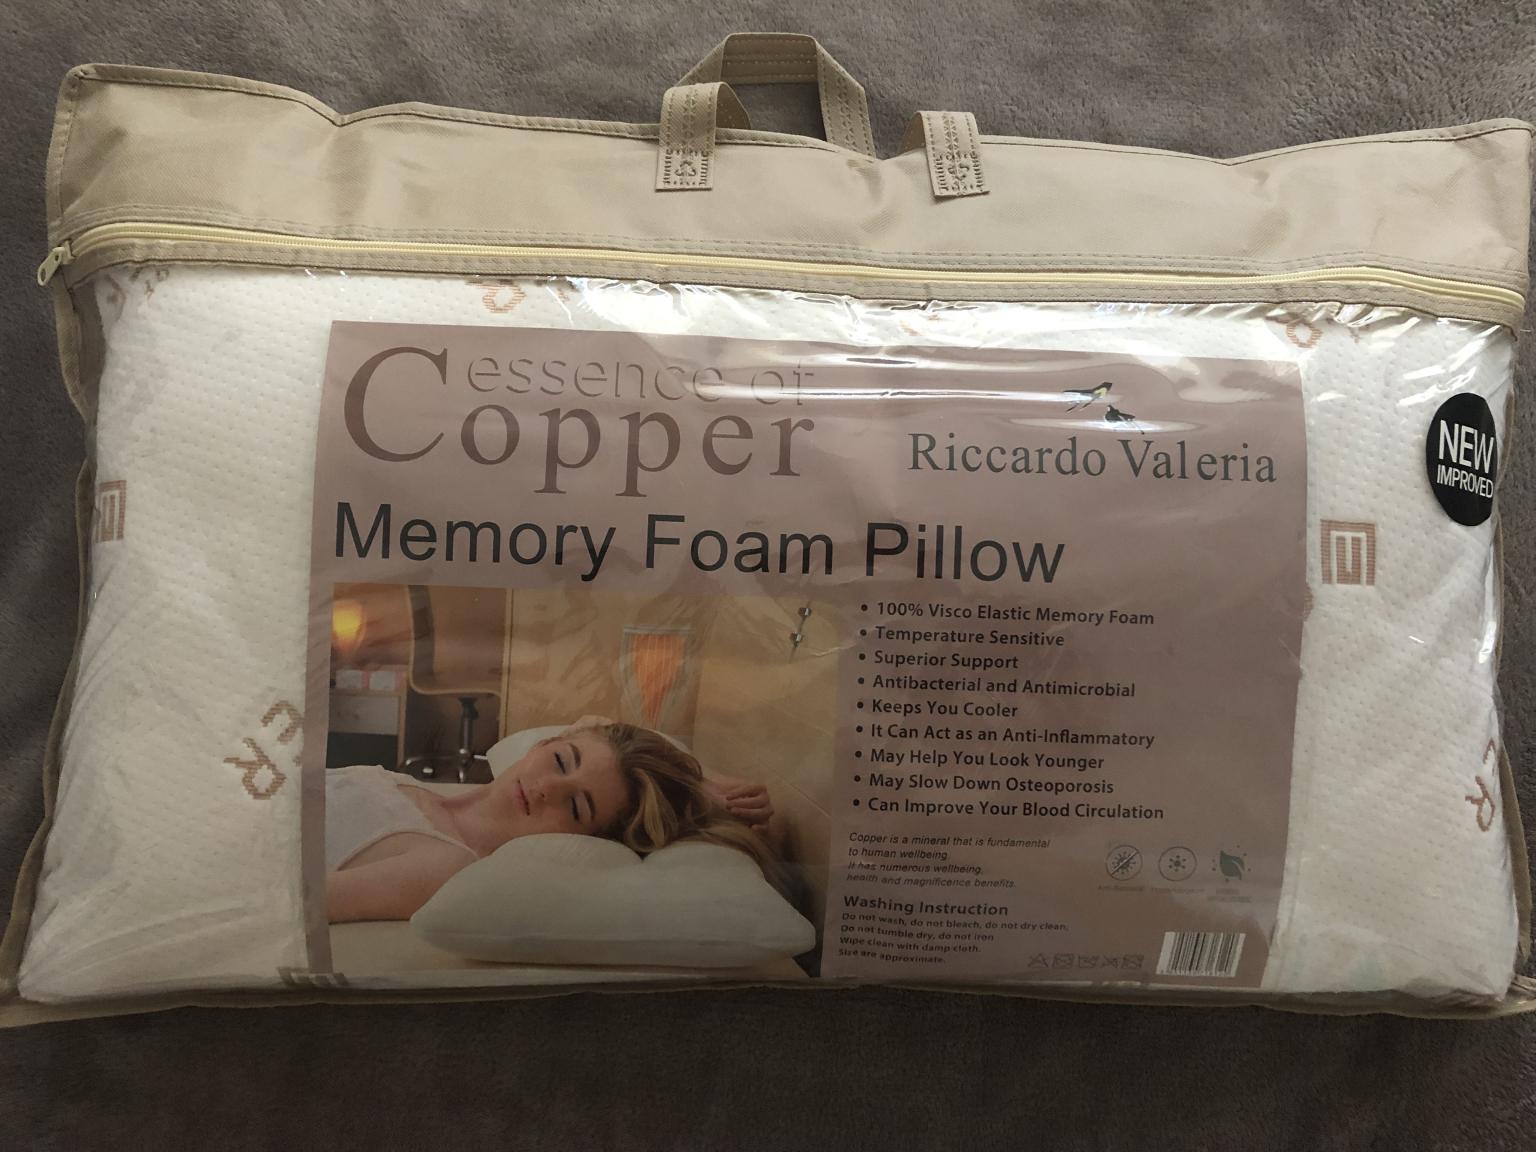 essence of
Copper
Riccardo Valeria
NEW
IMPROVED
Memory Foam Pillow
• 100% Visco Elastic Memory Foam
• Temperature Sensitive
• Superior Support
• Antibacterial and Antimicrobial
• Keeps You Cooler
• It Can Act as an Anti-Inflammatory
• May Help You Look Younger
• May Slow Down Osteoporosis
• Can Improve Your Blood Circulation
Copper is a mineral that is fundamental
to human wellbeing.
It has numerous wellbeing,
health and magnificence benefits.
Washing Instruction
Do not wash, do not bleach, do not dry clean,
Do not tumble dry, do not iron
Wipe clean with damp cloth.
Size are approximate.